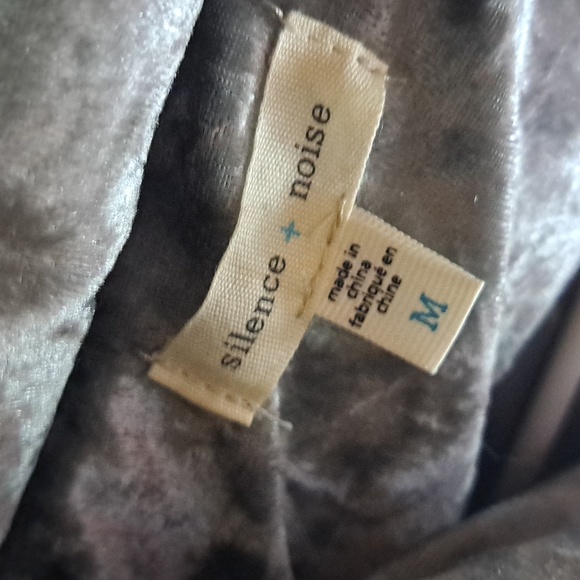 silence + noise
made in
china
fabriqué en
chine
M